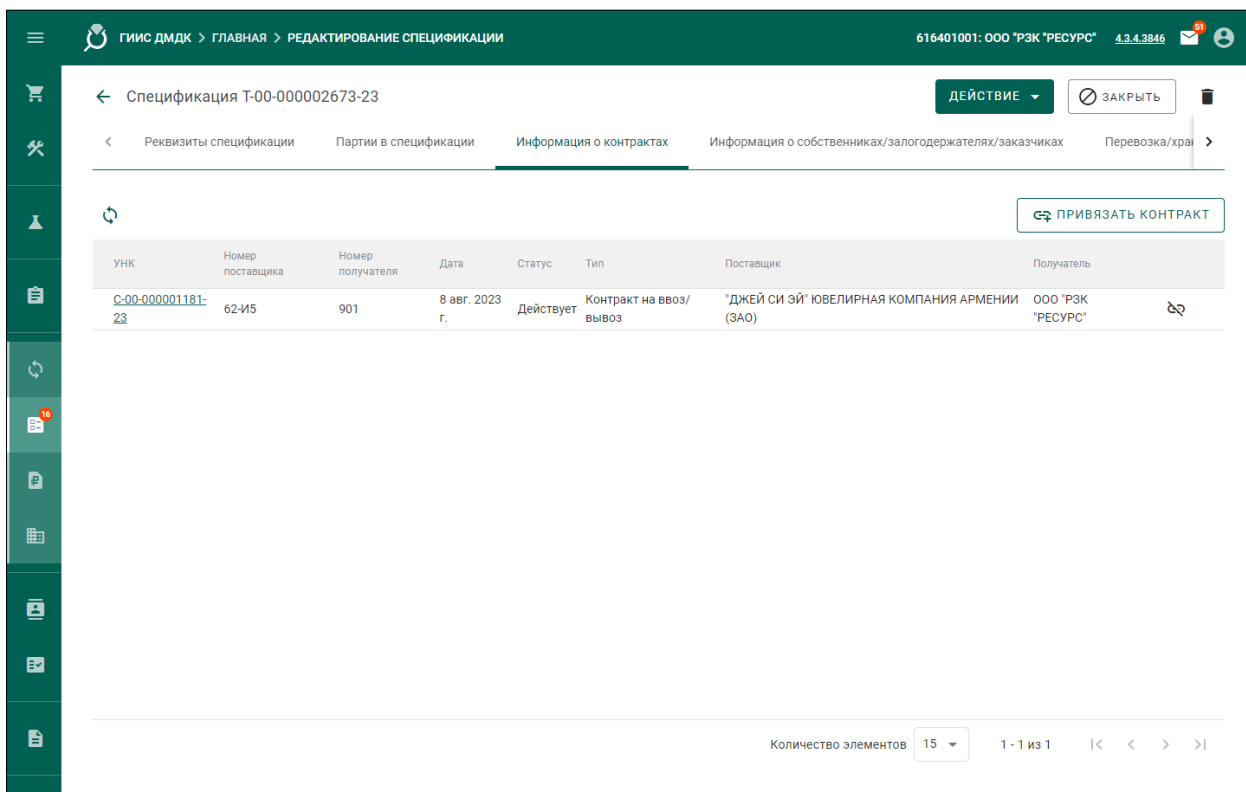 ГИИС ДМДК > ГЛАВНАЯ > РЕДАКТИРОВАНИЕ СПЕЦИФИКАЦИИ
616401001: ООО "РЗК "РЕСУРС"
4.3.4.3846
51
Спецификация Т-00-000002673-23
ДЕЙСТВИЕ
ЗАКРЫТЬ
Реквизиты спецификации
Партии в спецификации
Информация о контрактах
Информация о собственниках/залогодержателях/заказчиках
Перевозка/хран
ПРИВЯЗАТЬ КОНТРАКТ
УНК
Номер
поставщика
Номер
получателя
Дата
Статус
Тип
Поставщик
Получатель
С-00-000001181-
23
62-И5
901
8 авг. 2023
г.
Действует
Контракт на ввоз/
вывоз
"ДЖЕЙ СИ ЭЙ" ЮВЕЛИРНАЯ КОМПАНИЯ АРМЕНИИ
(ЗАО)
ООО "РЗК
"РЕСУРС"
16
Количество элементов
15
1 - 1 из 1